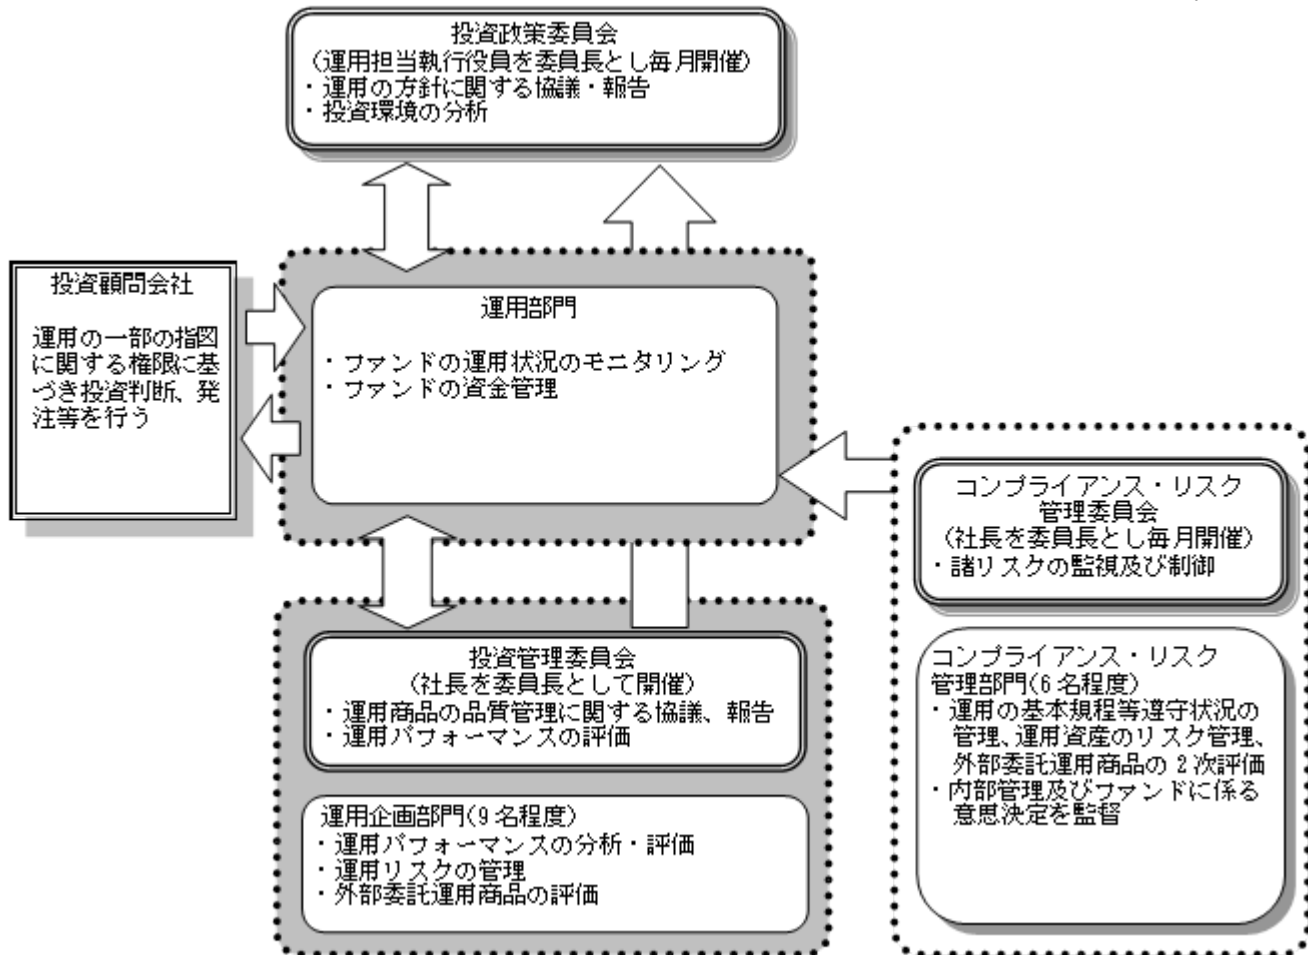 投資政策委員会
(運用担当執行役員を委員長とし毎月開催)
・運用の方針に関する協議・報告
・投資環境の分析
投資顧問会社
運用の一部の指図
に関する権限に基
づき投資判断、発
注等を行う
運用部門
・ファンドの運用状況のモニタリング
・ファンドの資金管理
コンプライアンス・リスク
管理委員会
(社長を委員長とし毎月開催)
・諸リスクの監視及び制御
投資管理委員会
(社長を委員長として開催)
・運用商品の品質管理に関する協議、報告
・運用パフォーマンスの評価
運用企画部門(9名程度)
・運用パフォーマンスの分析・評価
・運用リスクの管理
・外部委託運用商品の評価
コンプライアンス・リスク
管理部門(6名程度)
・運用の基本規程等遵守状況の
管理、運用資産のリスク管理、
外部委託運用商品の2次評価
・内部管理及びファンドに係る
意思決定を監督